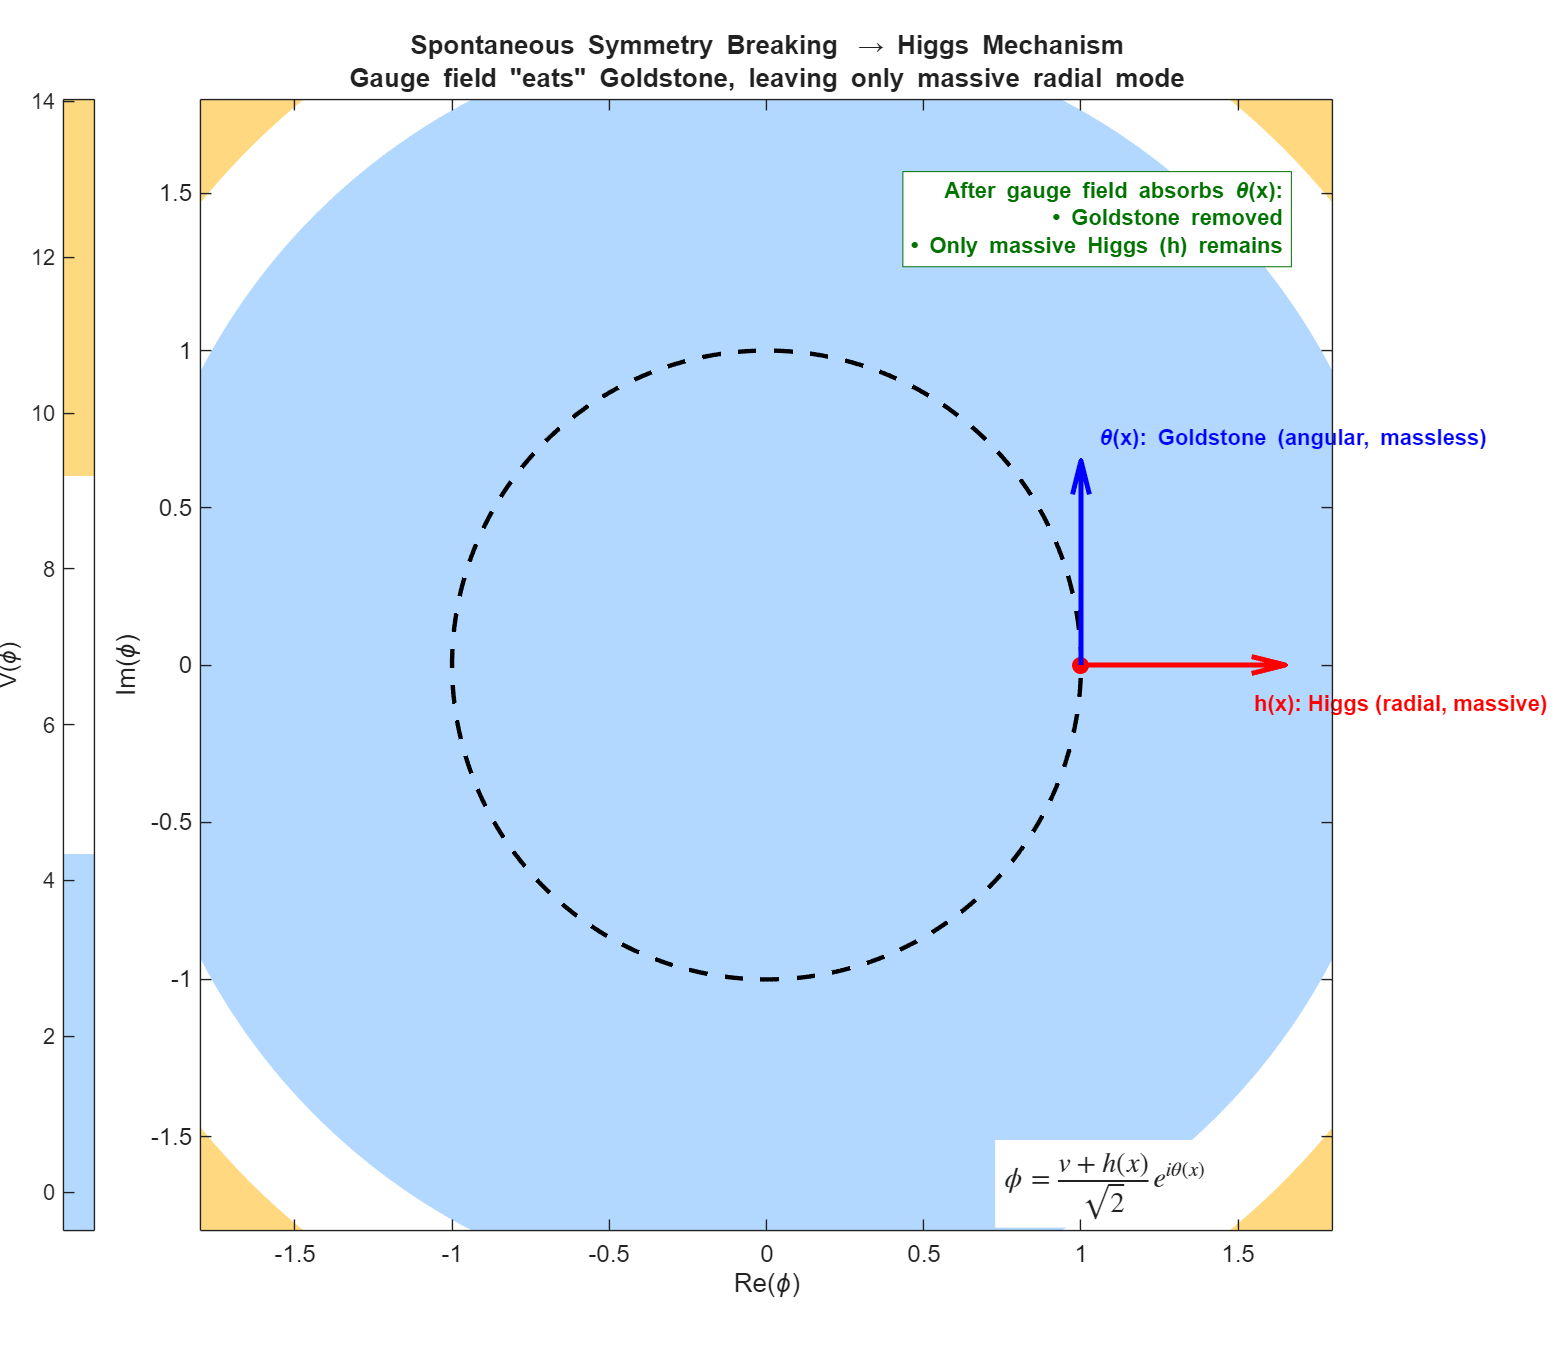 Spontaneous Symmetry Breaking → Higgs Mechanism
Gauge field "eats" Goldstone, leaving only massive radial mode
14
12
10
8
6
4
2
0
V(ϕ)
Im(ϕ)
1.5
1
0.5
0
-0.5
-1
-1.5
After gauge field absorbs θ(x):
• Goldstone removed
• Only massive Higgs (h) remains
θ(x): Goldstone (angular, massless)
h(x): Higgs (radial, massive)
ϕ = \frac{v + h(x)}{\sqrt{2}} e^{iθ(x)}
-1.5 -1 -0.5 0 0.5 1 1.5
Re(ϕ)